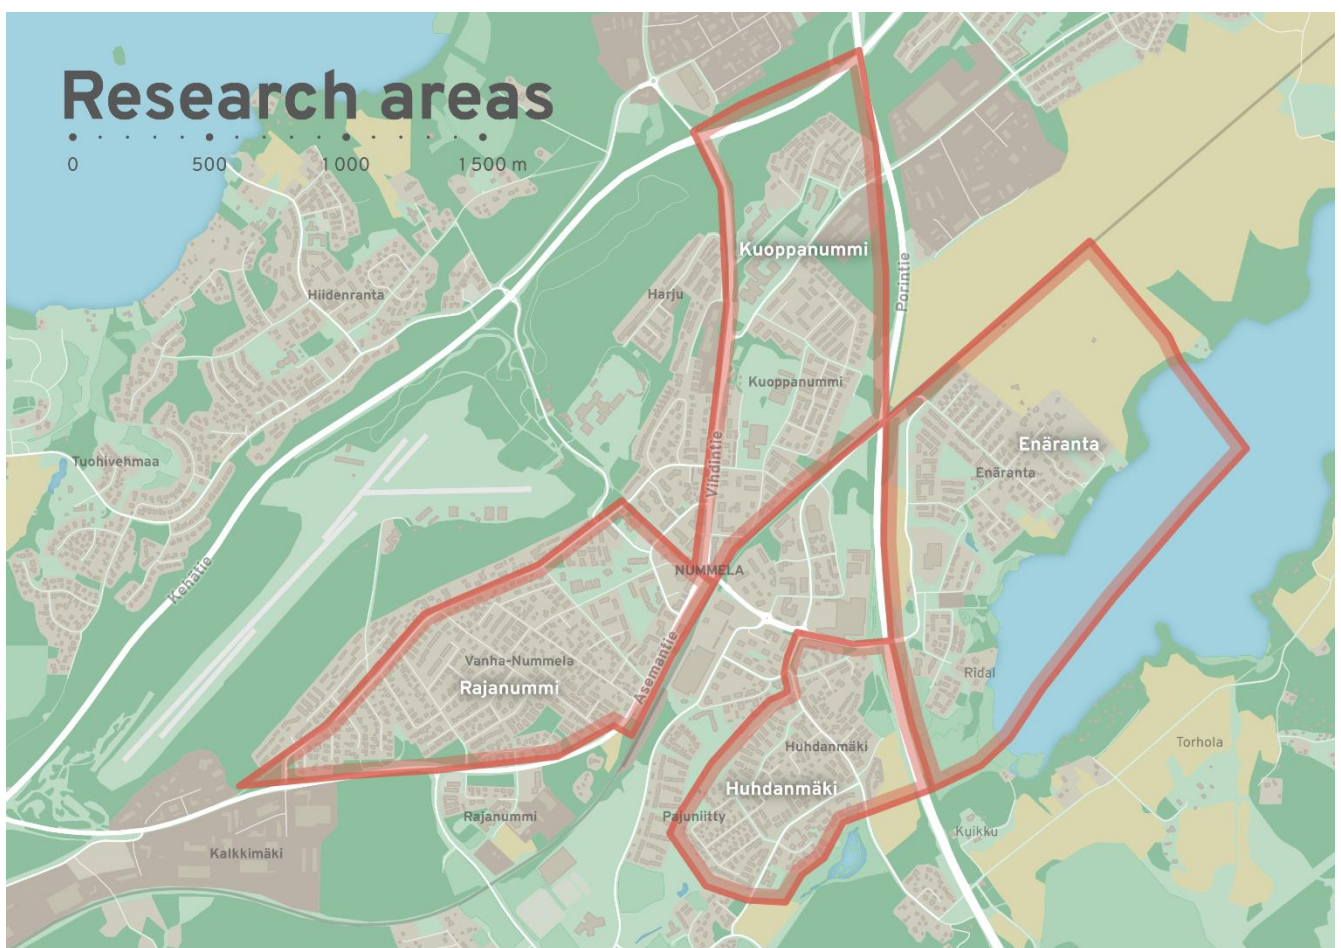 Research areas
0 500 1 000 1 500 m
Kuoppanummi
Porintie
Hiidenranta
Harju
Kuoppanummi
Enäranta
Vihdintie
Tuohivehmaa
Enäranta
Kehätie
NUMMELA
Vanha-Nummela
Rajanummi
Asemantie
Ridal
Huhdanmäki
Torhola
Huhdanmäki
Rajanummi
Pajuniitty
Kuikku
Kalkkimäki